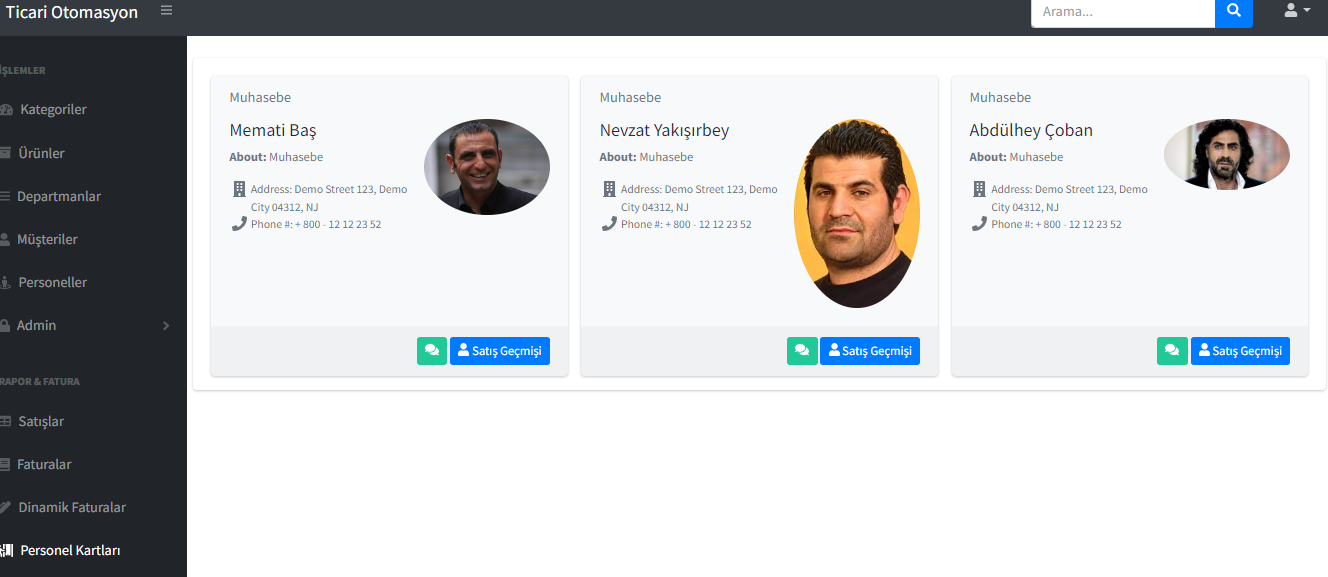 Ticari Otomasyon
Arama...
İŞLEMLER
Kategoriler
Ürünler
Departmanlar
Müşteriler
Personeller
Admin
RAPOR & FATURA
Satışlar
Faturalar
Dinamik Faturalar
Personel Kartları
Muhasebe
Memati Baş
About: Muhasebe
Address: Demo Street 123, Demo
City 04312, NJ
Phone #: + 800 - 12 12 23 52
Satış Geçmişi
Muhasebe
Nevzat Yakışırbey
About: Muhasebe
Address: Demo Street 123, Demo
City 04312, NJ
Phone #: + 800 - 12 12 23 52
Satış Geçmişi
Muhasebe
Abdülhey Çoban
About: Muhasebe
Address: Demo Street 123, Demo
City 04312, NJ
Phone #: + 800 - 12 12 23 52
Satış Geçmişi